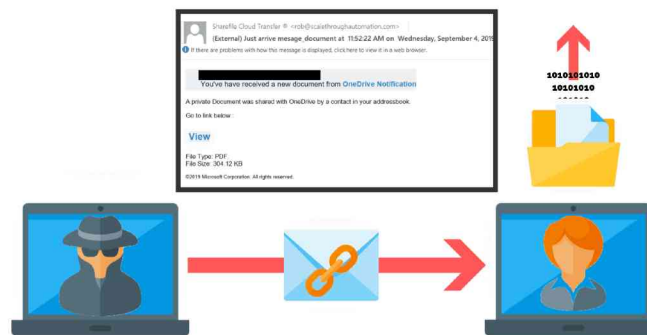 Sharefile Cloud Transfer ® <rob@scalethroughautomation.com>
(External) Just arrive mesage_document at 11:52:22 AM on Wednesday, September 4, 2019
If there are problems with how this message is displayed, click here to view it in a web browser.
You've have received a new document from OneDrive Notification
A private Document was shared with OneDrive by a contact in your addressbook.
Go to link below :
View
File Type: PDF
File Size: 304.12 KB
©2019 Microsoft Corporation. All rights reserved.
1010101010
10101010